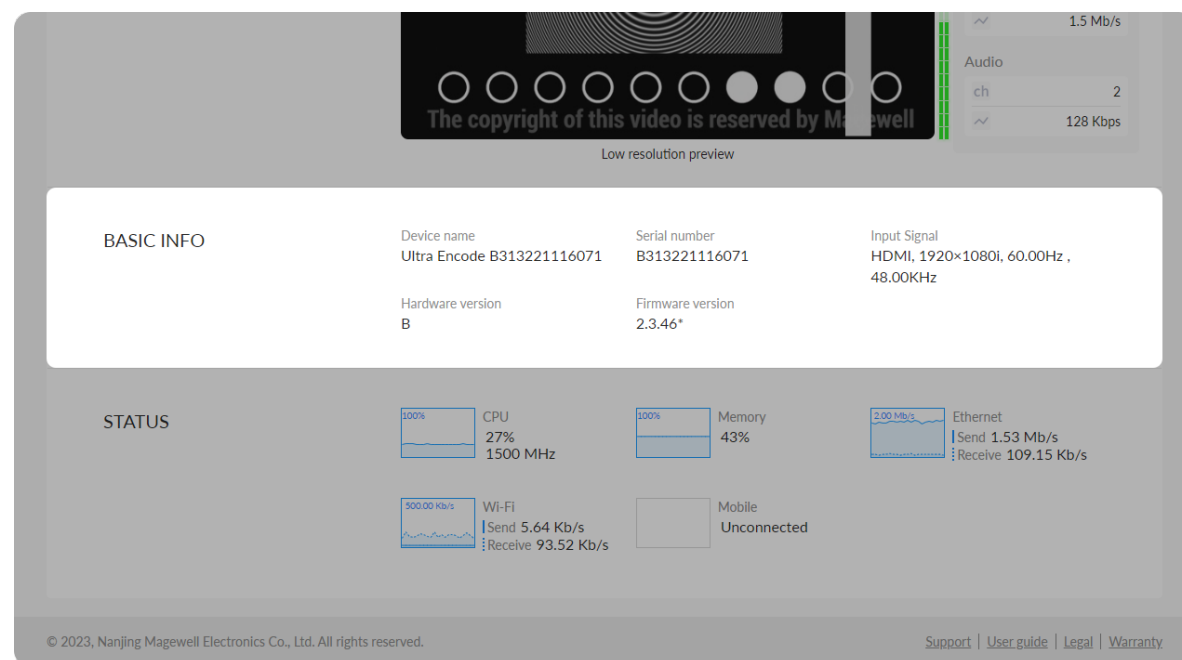 1.5 Mb/s
Audio
ch 2
128 Kbps
The copyright of this video is reserved by Magewell
Low resolution preview
BASIC INFO
Device name
Ultra Encode B313221116071
Serial number
B313221116071
Input Signal
HDMI, 1920×1080i, 60.00Hz ,
48.00KHz
Hardware version
B
Firmware version
2.3.46*
STATUS
100%
CPU
27%
1500 MHz
100%
Memory
43%
2.00 Mb/s
Ethernet
Send 1.53 Mb/s
Receive 109.15 Kb/s
500.00 Kb/s
Wi-Fi
Send 5.64 Kb/s
Receive 93.52 Kb/s
Mobile
Unconnected
© 2023, Nanjing Magewell Electronics Co., Ltd. All rights reserved.
Support | User guide | Legal | Warranty